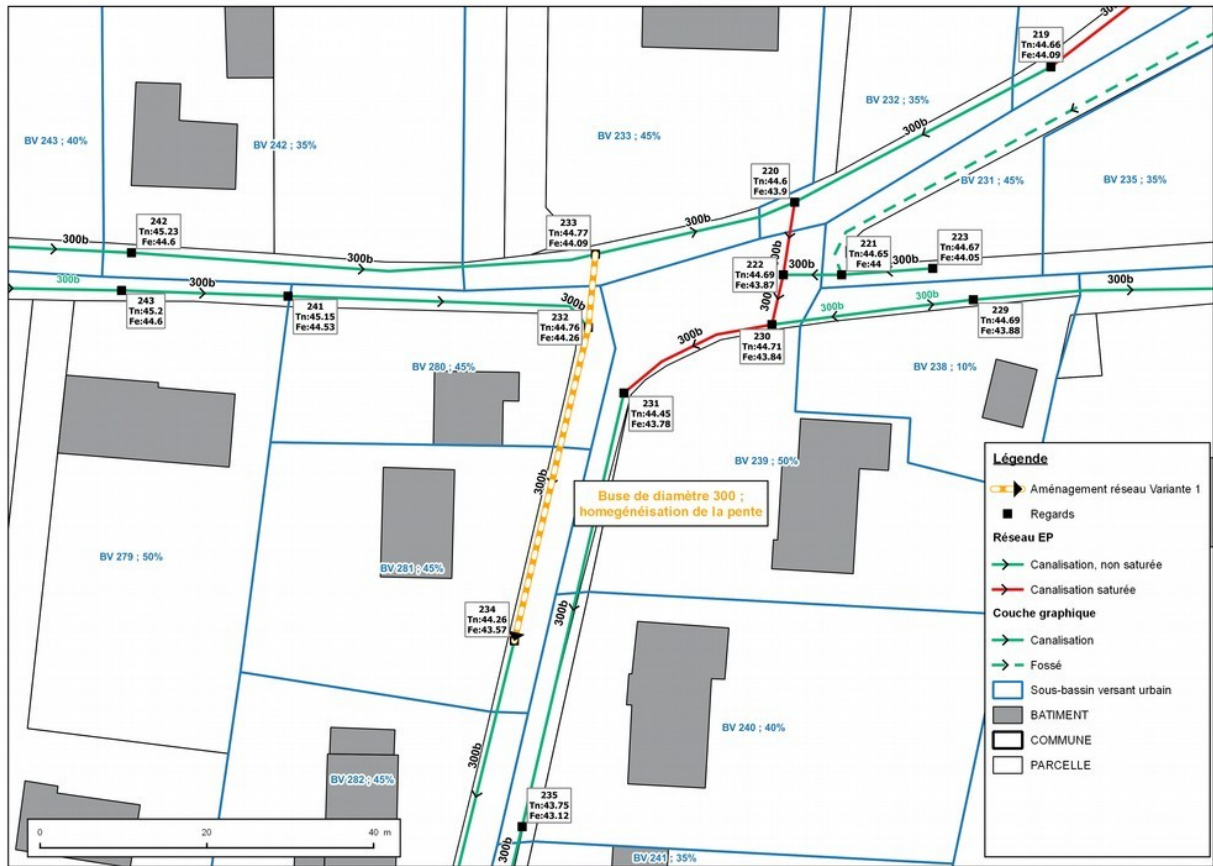 300b
219
Tn:44.66
Fe:44.09
BV 232 ; 35%
BV 233 ; 45%
300b
BV 243 ; 40%
BV 242 ; 35%
BV 231 ; 45%
BV 235 ; 35%
220
Tn:44.6
Fe:43.9
242
Tn:45.23
Fe:44.6
233
Tn:44.77
Fe:44.09
300b
300b
300b
300b
221
Tn:44.65
Fe:44
223
Tn:44.67
Fe:44.05
222
Tn:44.69
Fe:43.87
300b
300b
300b
300b
243
Tn:45.2
Fe:44.6
300b
241
Tn:45.15
Fe:44.53
300b
232
Tn:44.76
Fe:44.26
300
300b
300b
300b
229
Tn:44.69
Fe:43.88
230
Tn:44.71
Fe:43.84
300b
BV 280 ; 45%
BV 238 ; 10%
231
Tn:44.45
Fe:43.78
BV 239 ; 50%
300b
Buse de diamètre 300 ;
homegénéisation de la pente
BV 279 ; 50%
BV 281 ; 45%
234
Tn:44.26
Fe:43.57
300b
BV 240 ; 40%
300b
BV 282 ; 45%
235
Tn:43.75
Fe:43.12
300b
BV 241 ; 35%
0 20 40 m
Légende
Aménagement réseau Variante 1
Regards
Réseau EP
Canalisation, non saturée
Canalisation saturée
Couche graphique
Canalisation
Fossé
Sous-bassin versant urbain
BATIMENT
COMMUNE
PARCELLE